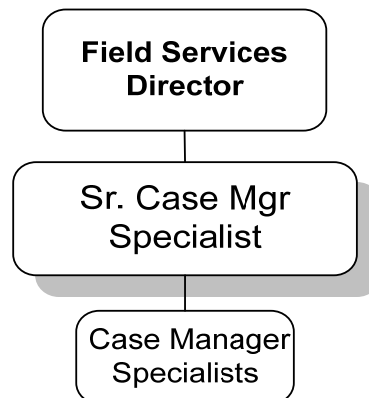 Field Services
Director
Sr. Case Mgr
Specialist
Case Manager
Specialists